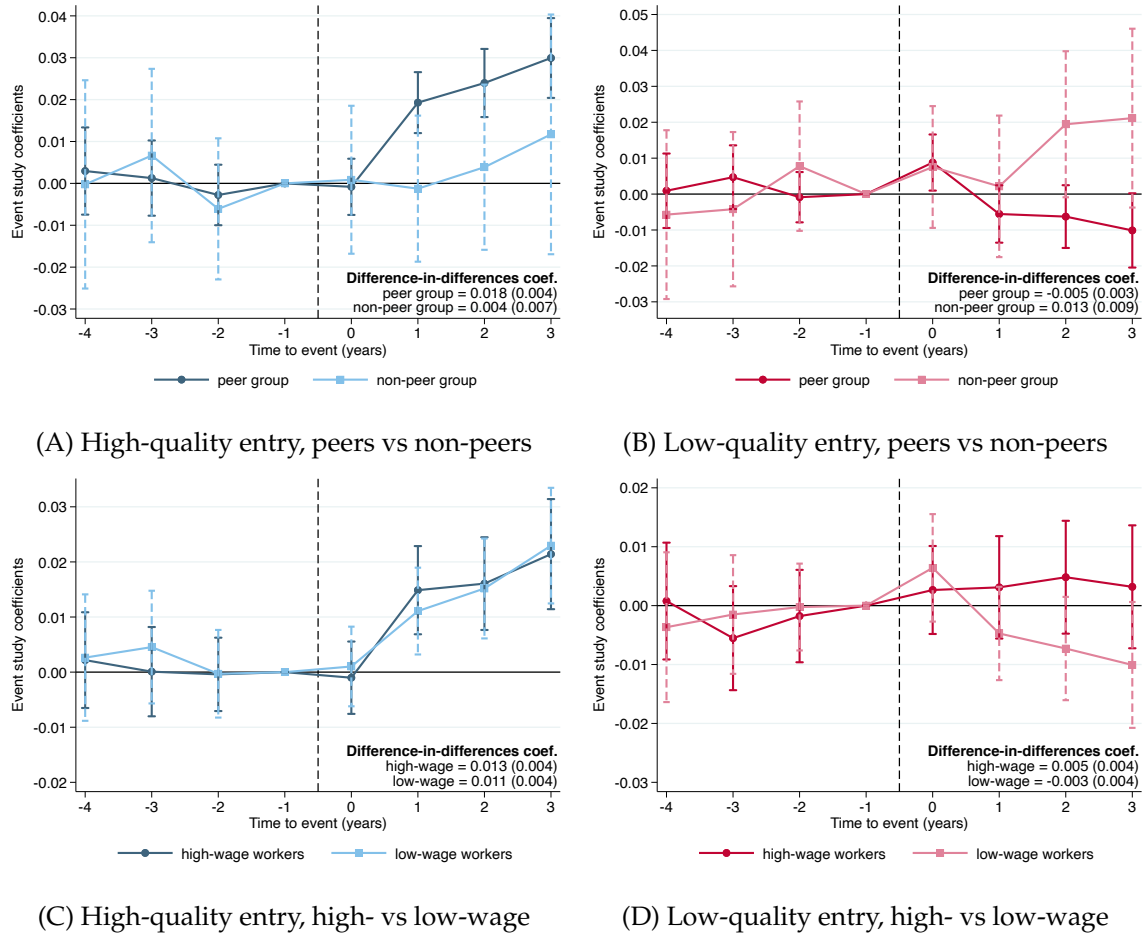 0.04
0.03
0.02
0.01
0.00
-0.01
-0.02
-0.03
Event study coefficients
Difference-in-differences coef.
peer group = 0.018 (0.004)
non-peer group = 0.004 (0.007)
-4 -3 -2 -1 0 1 2 3
Time to event (years)
peer group non-peer group
(A) High-quality entry, peers vs non-peers
0.05
0.04
0.03
0.02
0.01
0.00
-0.01
-0.02
-0.03
Event study coefficients
Difference-in-differences coef.
peer group = -0.005 (0.003)
non-peer group = 0.013 (0.009)
-4 -3 -2 -1 0 1 2 3
Time to event (years)
peer group non-peer group
(B) Low-quality entry, peers vs non-peers
0.03
0.02
0.01
0.00
-0.01
-0.02
Event study coefficients
Difference-in-differences coef.
high-wage = 0.013 (0.004)
low-wage = 0.011 (0.004)
-4 -3 -2 -1 0 1 2 3
Time to event (years)
high-wage workers low-wage workers
(C) High-quality entry, high- vs low-wage
0.02
0.01
0.00
-0.01
-0.02
-0.03
Event study coefficients
Difference-in-differences coef.
high-wage = 0.005 (0.004)
low-wage = -0.003 (0.004)
-4 -3 -2 -1 0 1 2 3
Time to event (years)
high-wage workers low-wage workers
(D) Low-quality entry, high- vs low-wage